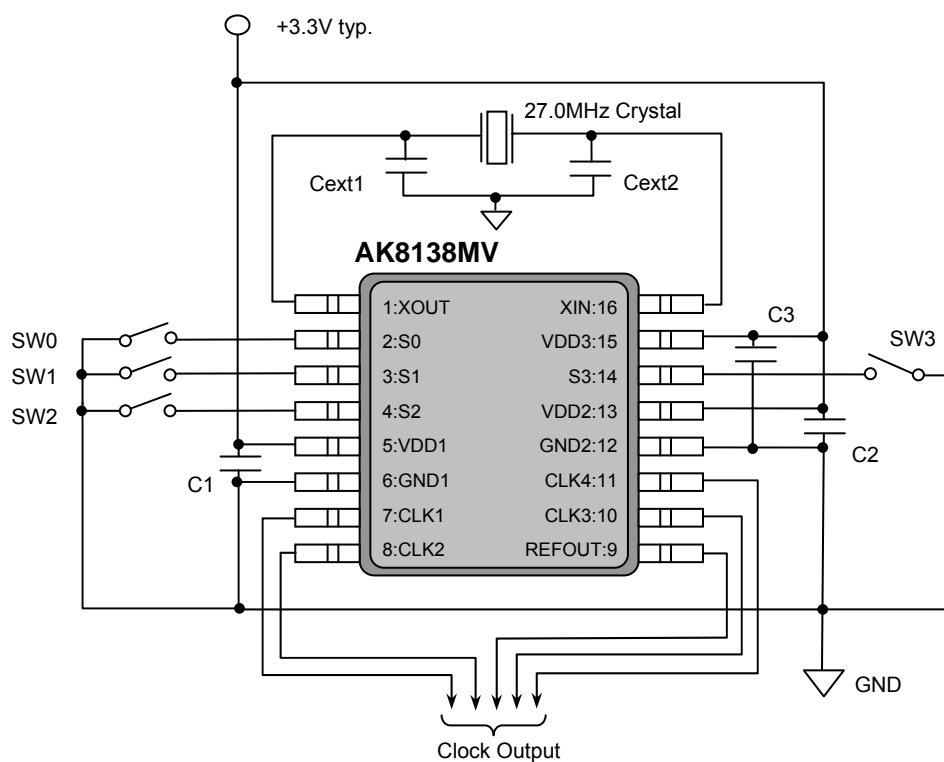 +3.3V typ.
27.0MHz Crystal
Cext1
Cext2
AK8138MV
1:XOUT
XIN:16
C3
SW0
2:S0
VDD3:15
SW3
SW1
3:S1
S3:14
SW2
4:S2
VDD2:13
5:VDD1
GND2:12
C2
C1
6:GND1
CLK4:11
7:CLK1
CLK3:10
8:CLK2
REFOUT:9
GND
Clock Output